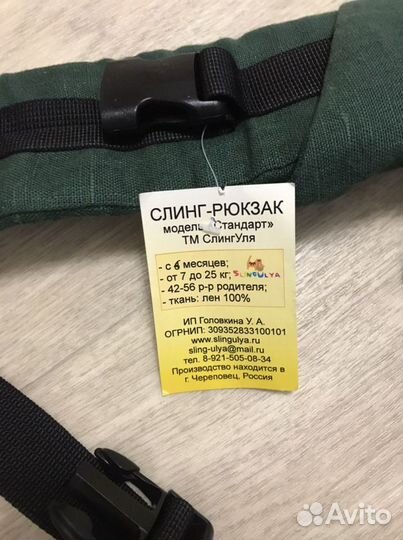 СЛИНГ-РЮКЗАК
модель «Стандарт»
ТМ СлингУля
- с 6 месяцев;
- от 7 до 25 кг; SLINGULYA
- 42-56 р-р родителя;
- ткань: лен 100%
ИП Головкина У. А.
ОГРНИП: 309352833100101
www.slingulya.ru
sling-ulya@mail.ru
тел. 8-921-505-08-34
Производство находится в
г. Череповец, Россия
Avito